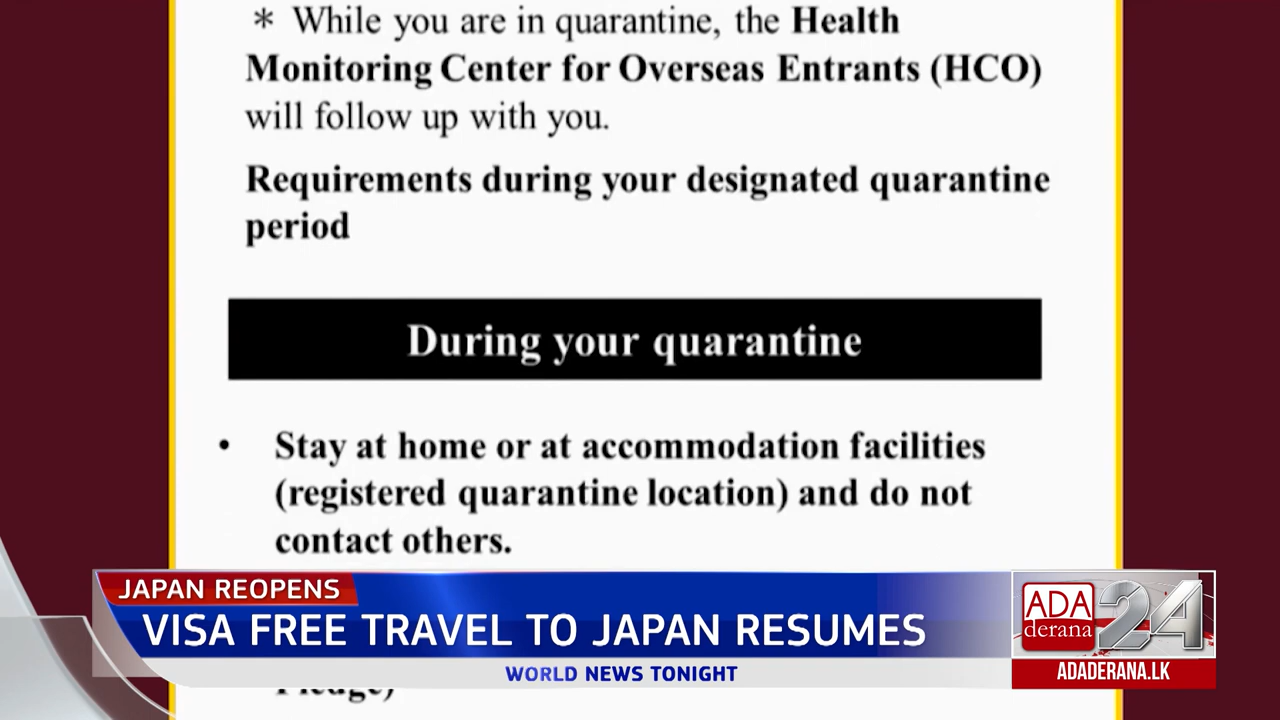 * While you are in quarantine, the Health
Monitoring Center for Overseas Entrants (HCO)
will follow up with you.
Requirements during your designated quarantine
period
During your quarantine
• Stay at home or at accommodation facilities
(registered quarantine location) and do not
contact others.
JAPAN REOPENS
VISA FREE TRAVEL TO JAPAN RESUMES
WORLD NEWS TONIGHT
ADA
derana
24
ADADERANA.LK
Pledge)